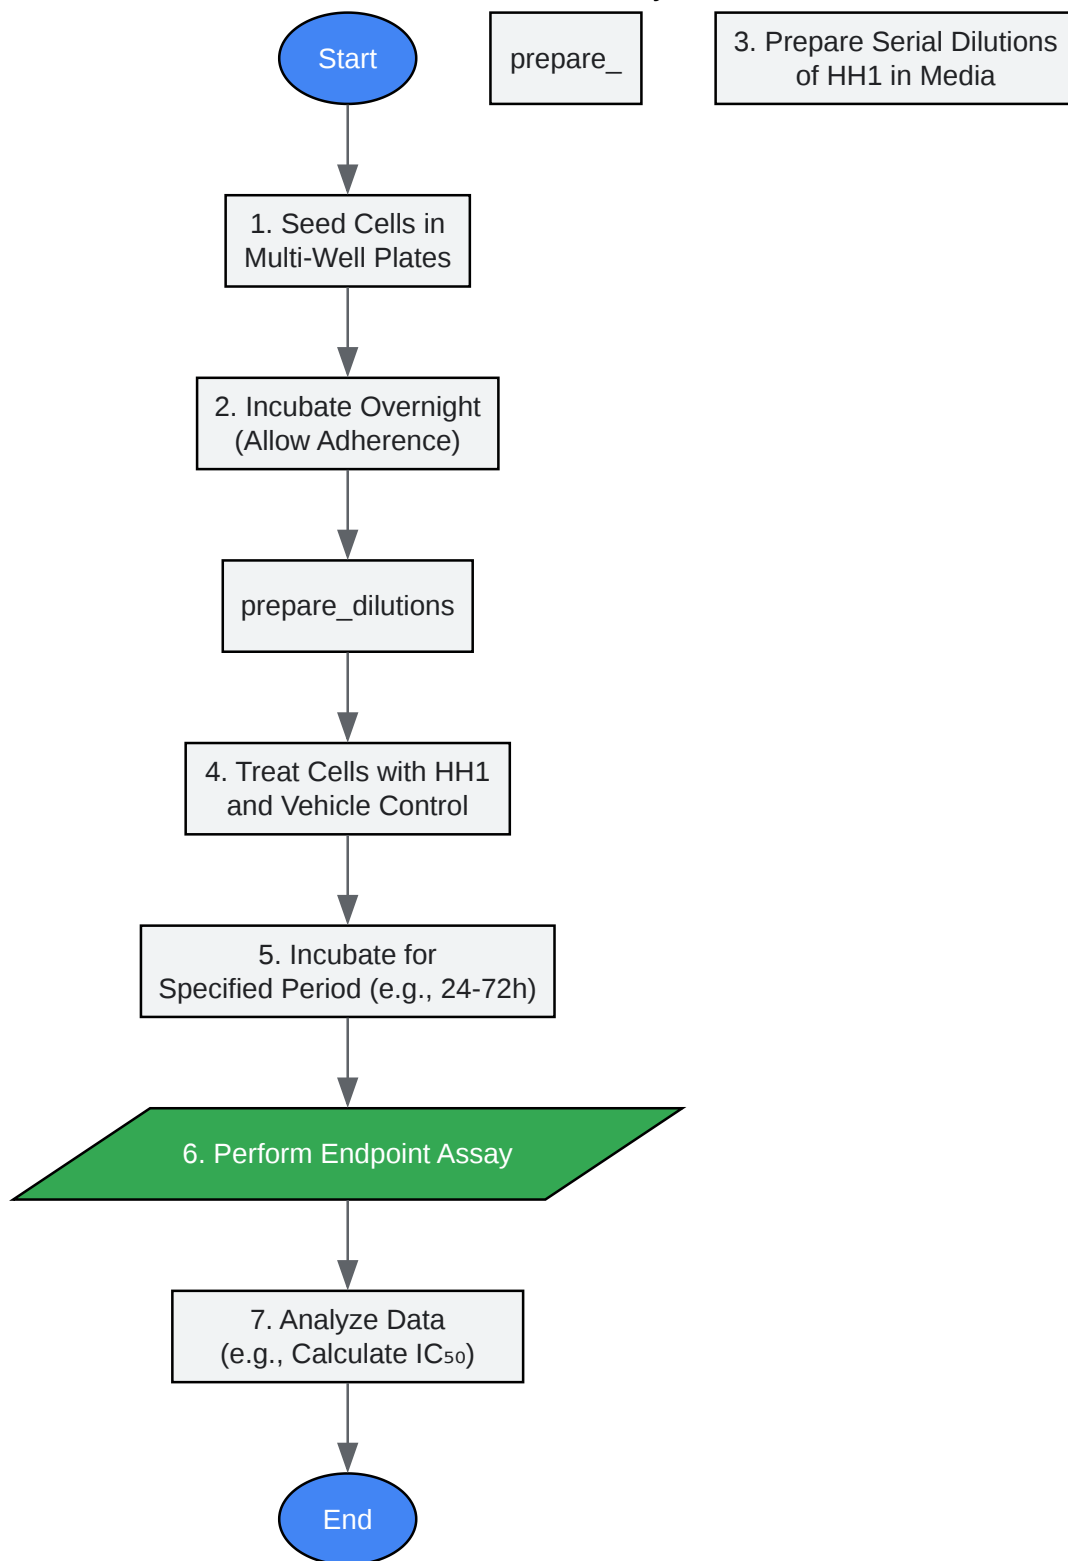 Start
prepare_
3. Prepare Serial Dilutions
of HH1 in Media
1. Seed Cells in
Multi-Well Plates
2. Incubate Overnight
(Allow Adherence)
prepare_dilutions
4. Treat Cells with HH1
and Vehicle Control
5. Incubate for
Specified Period (e.g., 24-72h)
6. Perform Endpoint Assay
7. Analyze Data
(e.g., Calculate IC₅₀)
End